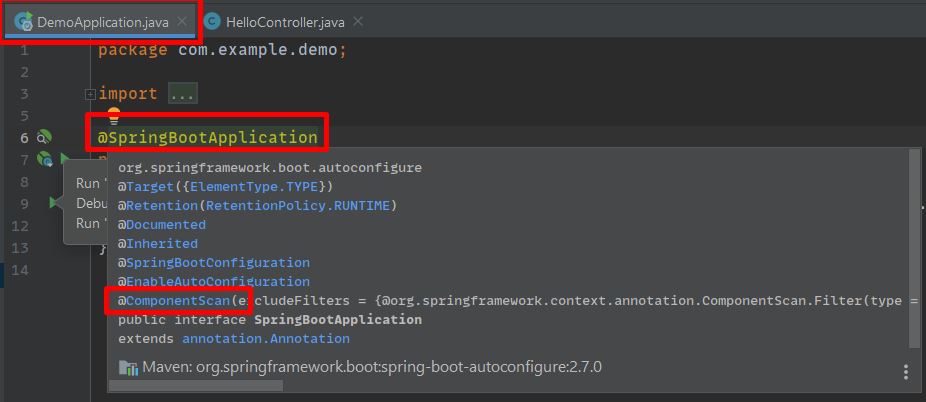 DemoApplication.java HelloController.java
1 package com.example.demo;
2
3 import ...
5
6 @SpringBootApplication
7
org.springframework.boot.autoconfigure
@Target({ElementType.TYPE})
Run '
8
@Retention(RetentionPolicy.RUNTIME)
9 Debu
@Documented
12 Run '
@Inherited
13 }
@SpringBootConfiguration
14
@EnableAutoConfiguration
@ComponentScan(excludeFilters = {@org.springframework.context.annotation.ComponentScan.Filter(type =
public interface SpringBootApplication
extends annotation.Annotation
Maven: org.springframework.boot:spring-boot-autoconfigure:2.7.0